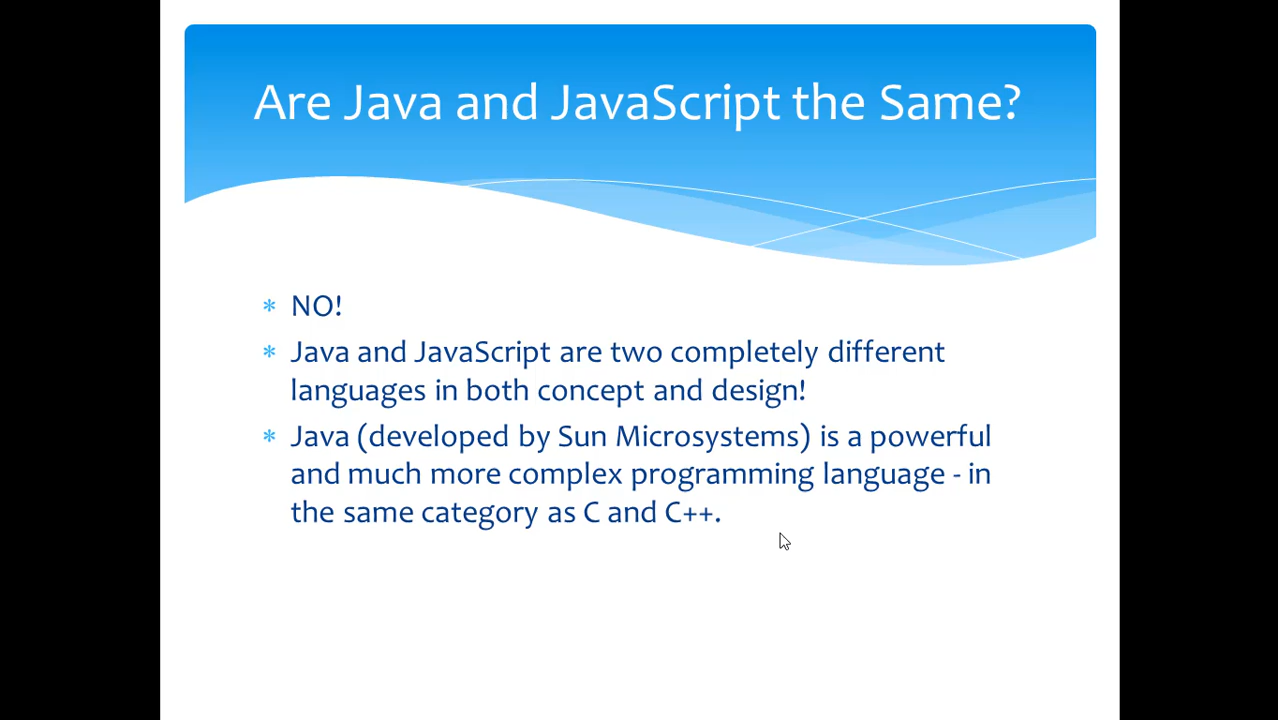 Are Java and JavaScript the Same?
* NO!
* Java and JavaScript are two completely different
languages in both concept and design!
* Java (developed by Sun Microsystems) is a powerful
and much more complex programming language - in
the same category as C and C++.